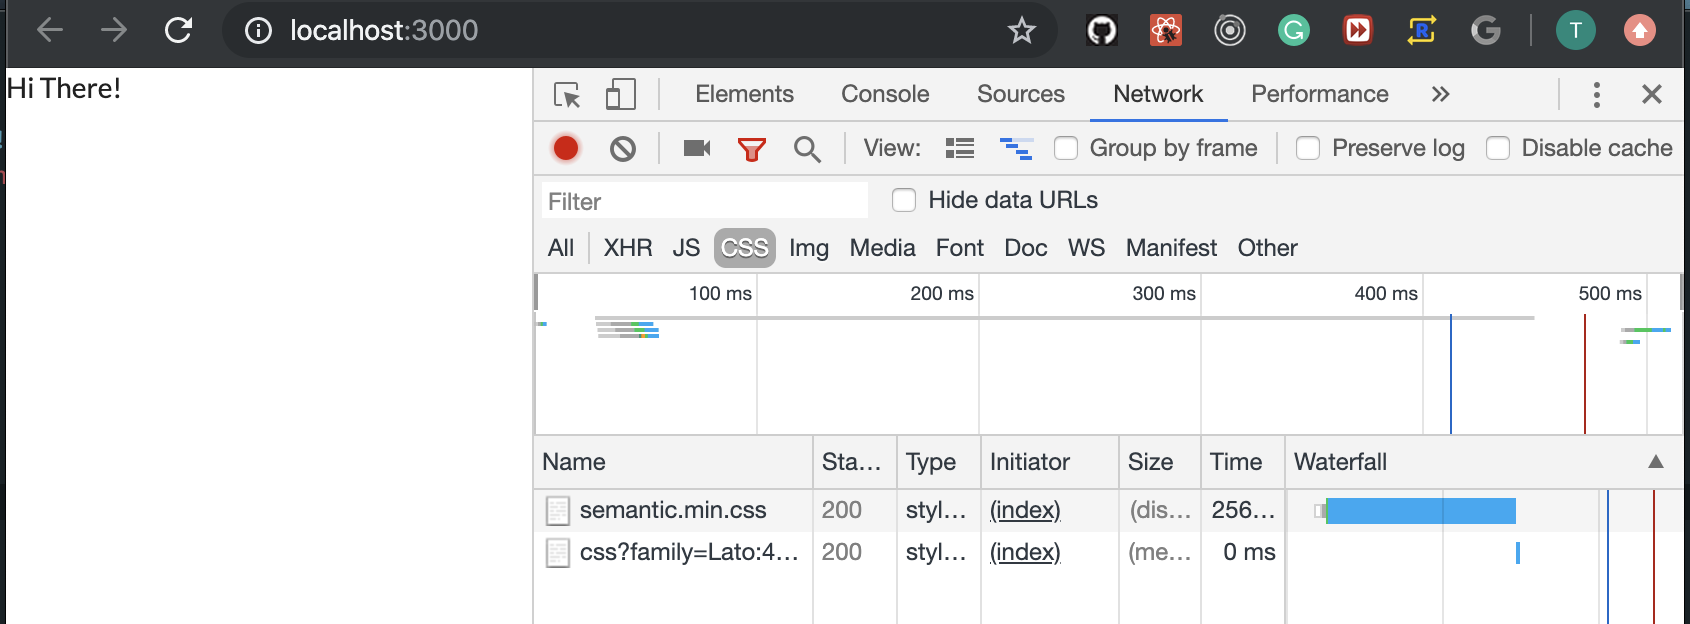 localhost:3000
T
Hi There!
Elements Console Sources Network Performance »
View: Group by frame Preserve log Disable cache
Filter Hide data URLs
All XHR JS CSS Img Media Font Doc WS Manifest Other
100 ms 200 ms 300 ms 400 ms 500 ms
Name Sta... Type Initiator Size Time Waterfall
semantic.min.css 200 styl... (index) (dis... 256...
css?family=Lato:4... 200 styl... (index) (me... 0 ms